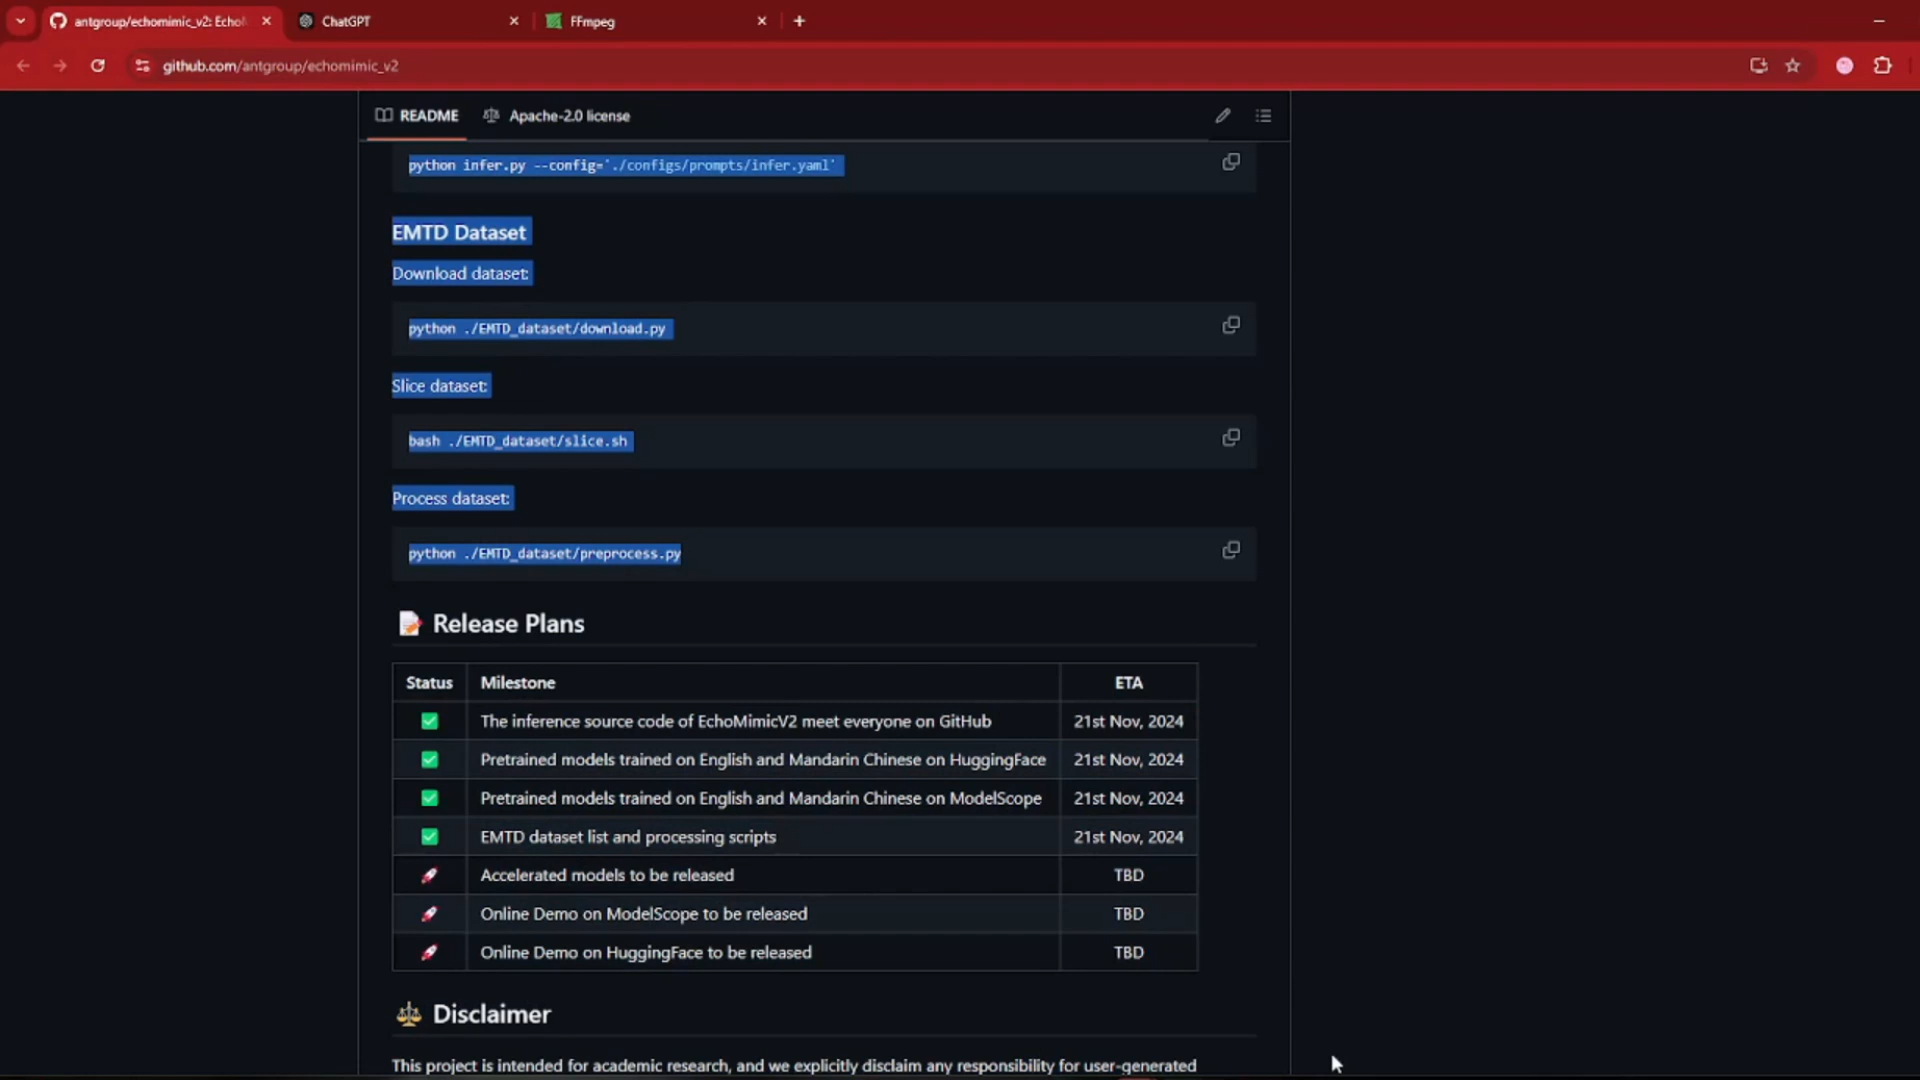 antgroup/echomimic_v2: Echo
ChatGPT
FFmpeg
github.com/antgroup/echomimic_v2
README
Apache-2.0 license
python infer.py --config='./configs/prompts/infer.yaml'
EMTD Dataset
Download dataset:
python ./EMTD_dataset/download.py
Slice dataset:
bash ./EMTD_dataset/slice.sh
Process dataset:
python ./EMTD_dataset/preprocess.py
Release Plans
Status Milestone ETA
The inference source code of EchoMimicV2 meet everyone on GitHub 21st Nov, 2024
Pretrained models trained on English and Mandarin Chinese on HuggingFace 21st Nov, 2024
Pretrained models trained on English and Mandarin Chinese on ModelScope 21st Nov, 2024
EMTD dataset list and processing scripts 21st Nov, 2024
Accelerated models to be released TBD
Online Demo on ModelScope to be released TBD
Online Demo on HuggingFace to be released TBD
Disclaimer
This project is intended for academic research, and we explicitly disclaim any responsibility for user-generated